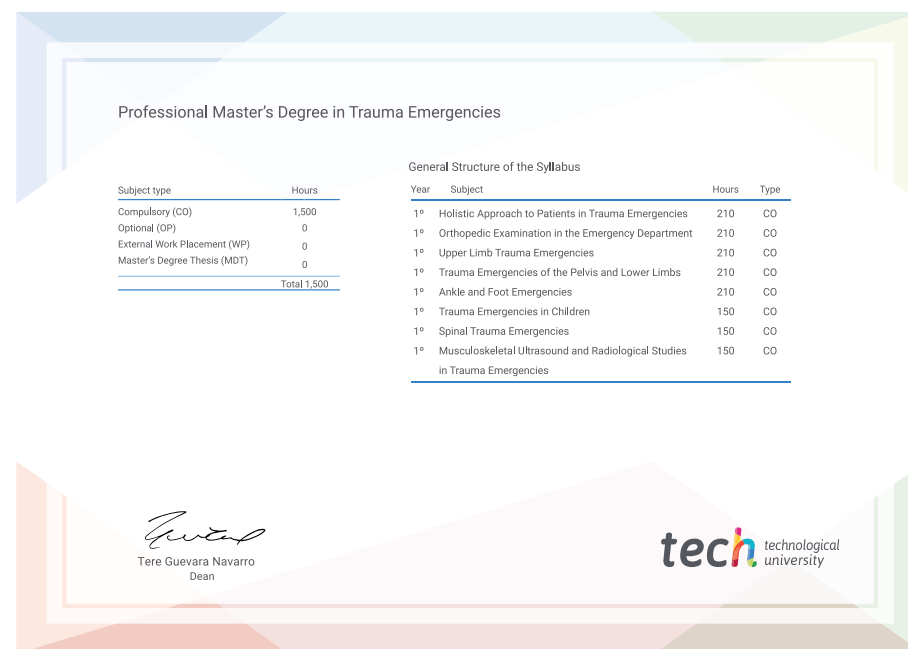 Professional Master's Degree in Trauma Emergencies
General Structure of the Syllabus
Subject type Hours
Compulsory (CO) 1,500
Optional (OP) 0
External Work Placement (WP) 0
Master's Degree Thesis (MDT) 0
Total 1,500
Year Subject Hours Type
1º Holistic Approach to Patients in Trauma Emergencies 210 CO
1º Orthopedic Examination in the Emergency Department 210 CO
1º Upper Limb Trauma Emergencies 210 CO
1º Trauma Emergencies of the Pelvis and Lower Limbs 210 CO
1º Ankle and Foot Emergencies 210 CO
1º Trauma Emergencies in Children 150 CO
1º Spinal Trauma Emergencies 150 CO
1º Musculoskeletal Ultrasound and Radiological Studies 150 CO
in Trauma Emergencies
Tere Guevara Navarro
Dean
tech technological
university